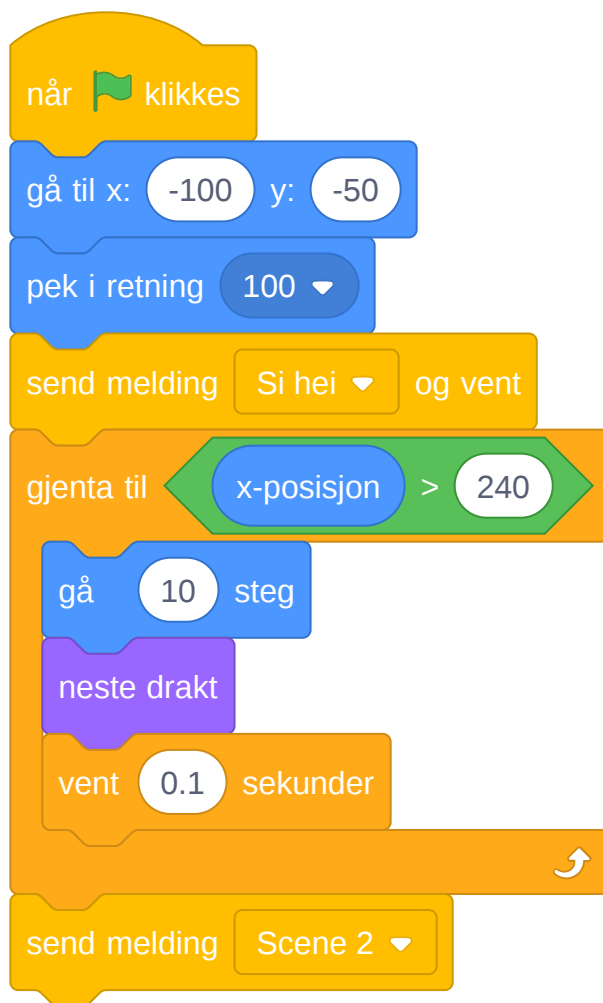 når klikkes
gå til x: -100 y: -50
pek i retning 100
send melding Si hei og vent
gjenta til x-posisjon > 240
gå 10 steg
neste drakt
vent 0.1 sekunder
send melding Scene 2